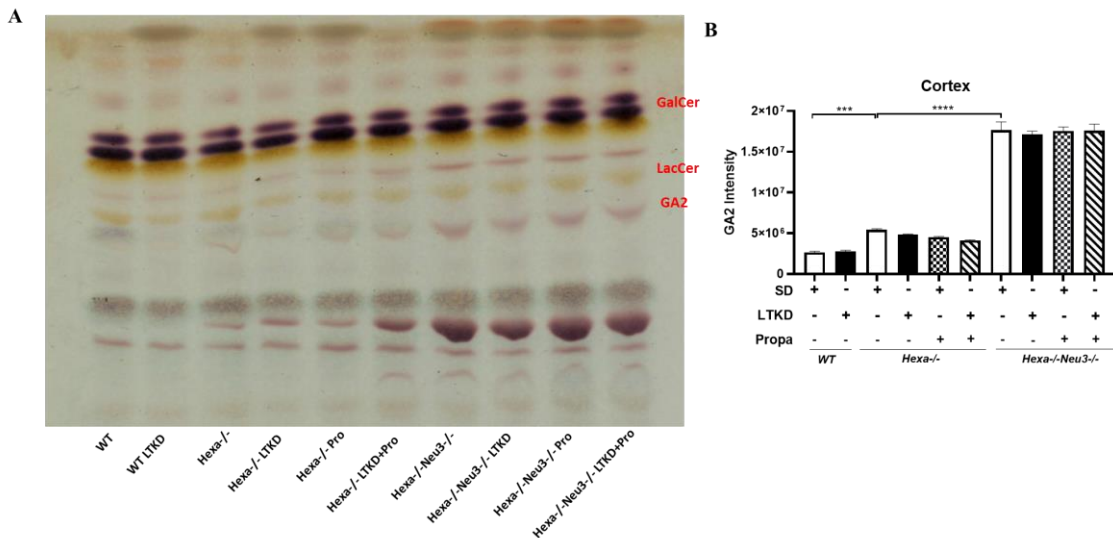 A
GalCer
LacCer
GA2
WT
WT LTKD
Hexa-/-
Hexa-/- LTKD
Hexa-/- Pro
Hexa-/- LTKD+Pro
Hexa-/-Neu3-/-
Hexa-/-Neu3-/- LTKD
Hexa-/-Neu3-/- Pro
Hexa-/-Neu3-/- LTKD+Pro
B
Cortex
*** ****
GA2 Intensity
2×10⁷
1.5×10⁷
1×10⁷
5×10⁶
0
SD + - + - + - + - + -
LTKD - + - + - + - + - +
Propa - - - - + + - - + +
WT Hexa-/- Hexa-/-Neu3-/-